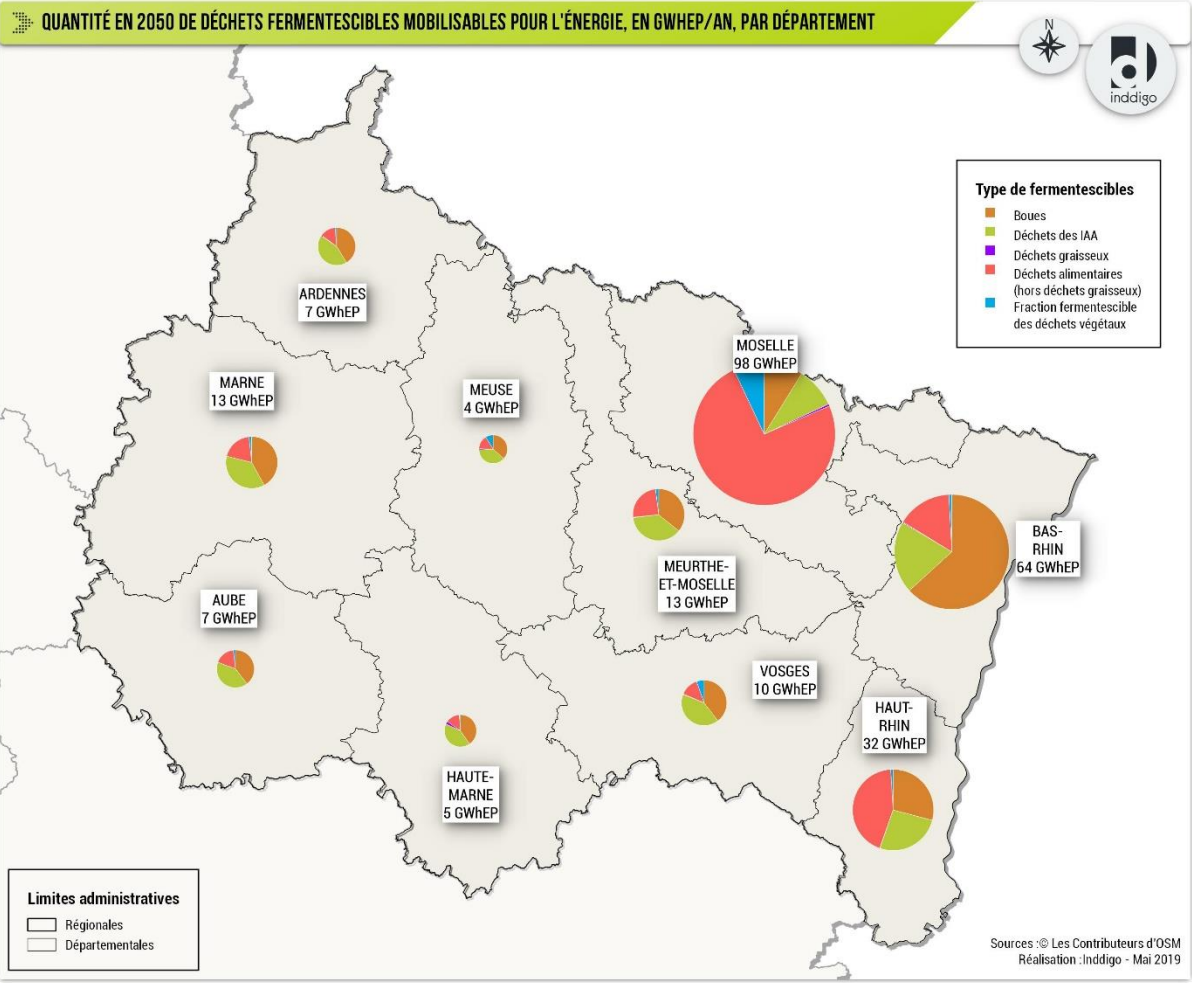 QUANTITÉ EN 2050 DE DÉCHETS FERMENTESCIBLES MOBILISABLES POUR L'ÉNERGIE, EN GWHEP/AN, PAR DÉPARTEMENT
N
inddigo
Type de fermentescibles
Boues
Déchets des IAA
Déchets graisseux
Déchets alimentaires
(hors déchets graisseux)
Fraction fermentescible
des déchets végétaux
ARDENNES
7 GWhEP
MOSELLE
98 GWhEP
MARNE
13 GWhEP
MEUSE
4 GWhEP
BAS-
RHIN
64 GWhEP
MEURTHE-
ET-MOSELLE
13 GWhEP
AUBE
7 GWhEP
VOSGES
10 GWhEP
HAUT-
RHIN
32 GWhEP
HAUTE-
MARNE
5 GWhEP
Limites administratives
Régionales
Départementales
Sources :© Les Contributeurs d'OSM
Réalisation :Inddigo - Mai 2019